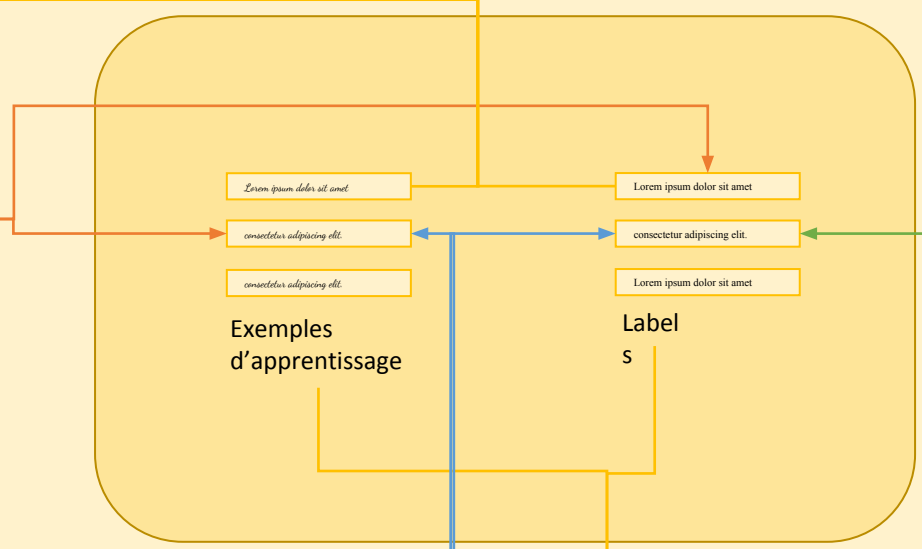 Lorem ipsum dolor sit amet
consectetur adipiscing elit.
consectetur adipiscing elit.
Exemples
d’apprentissage
Lorem ipsum dolor sit amet
consectetur adipiscing elit.
Lorem ipsum dolor sit amet
Label
s